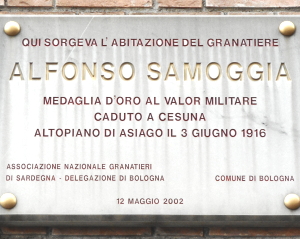 QUI SORGEVA L'ABITAZIONE DEL GRANATIERE
ALFONSO SAMOGGIA
MEDAGLIA D'ORO AL VALOR MILITARE
CADUTO A CESUNA
ALTOPIANO DI ASIAGO IL 3 GIUGNO 1916
ASSOCIAZIONE NAZIONALE GRANATIERI
DI SARDEGNA - DELEGAZIONE DI BOLOGNA
COMUNE DI BOLOGNA
12 MAGGIO 2002